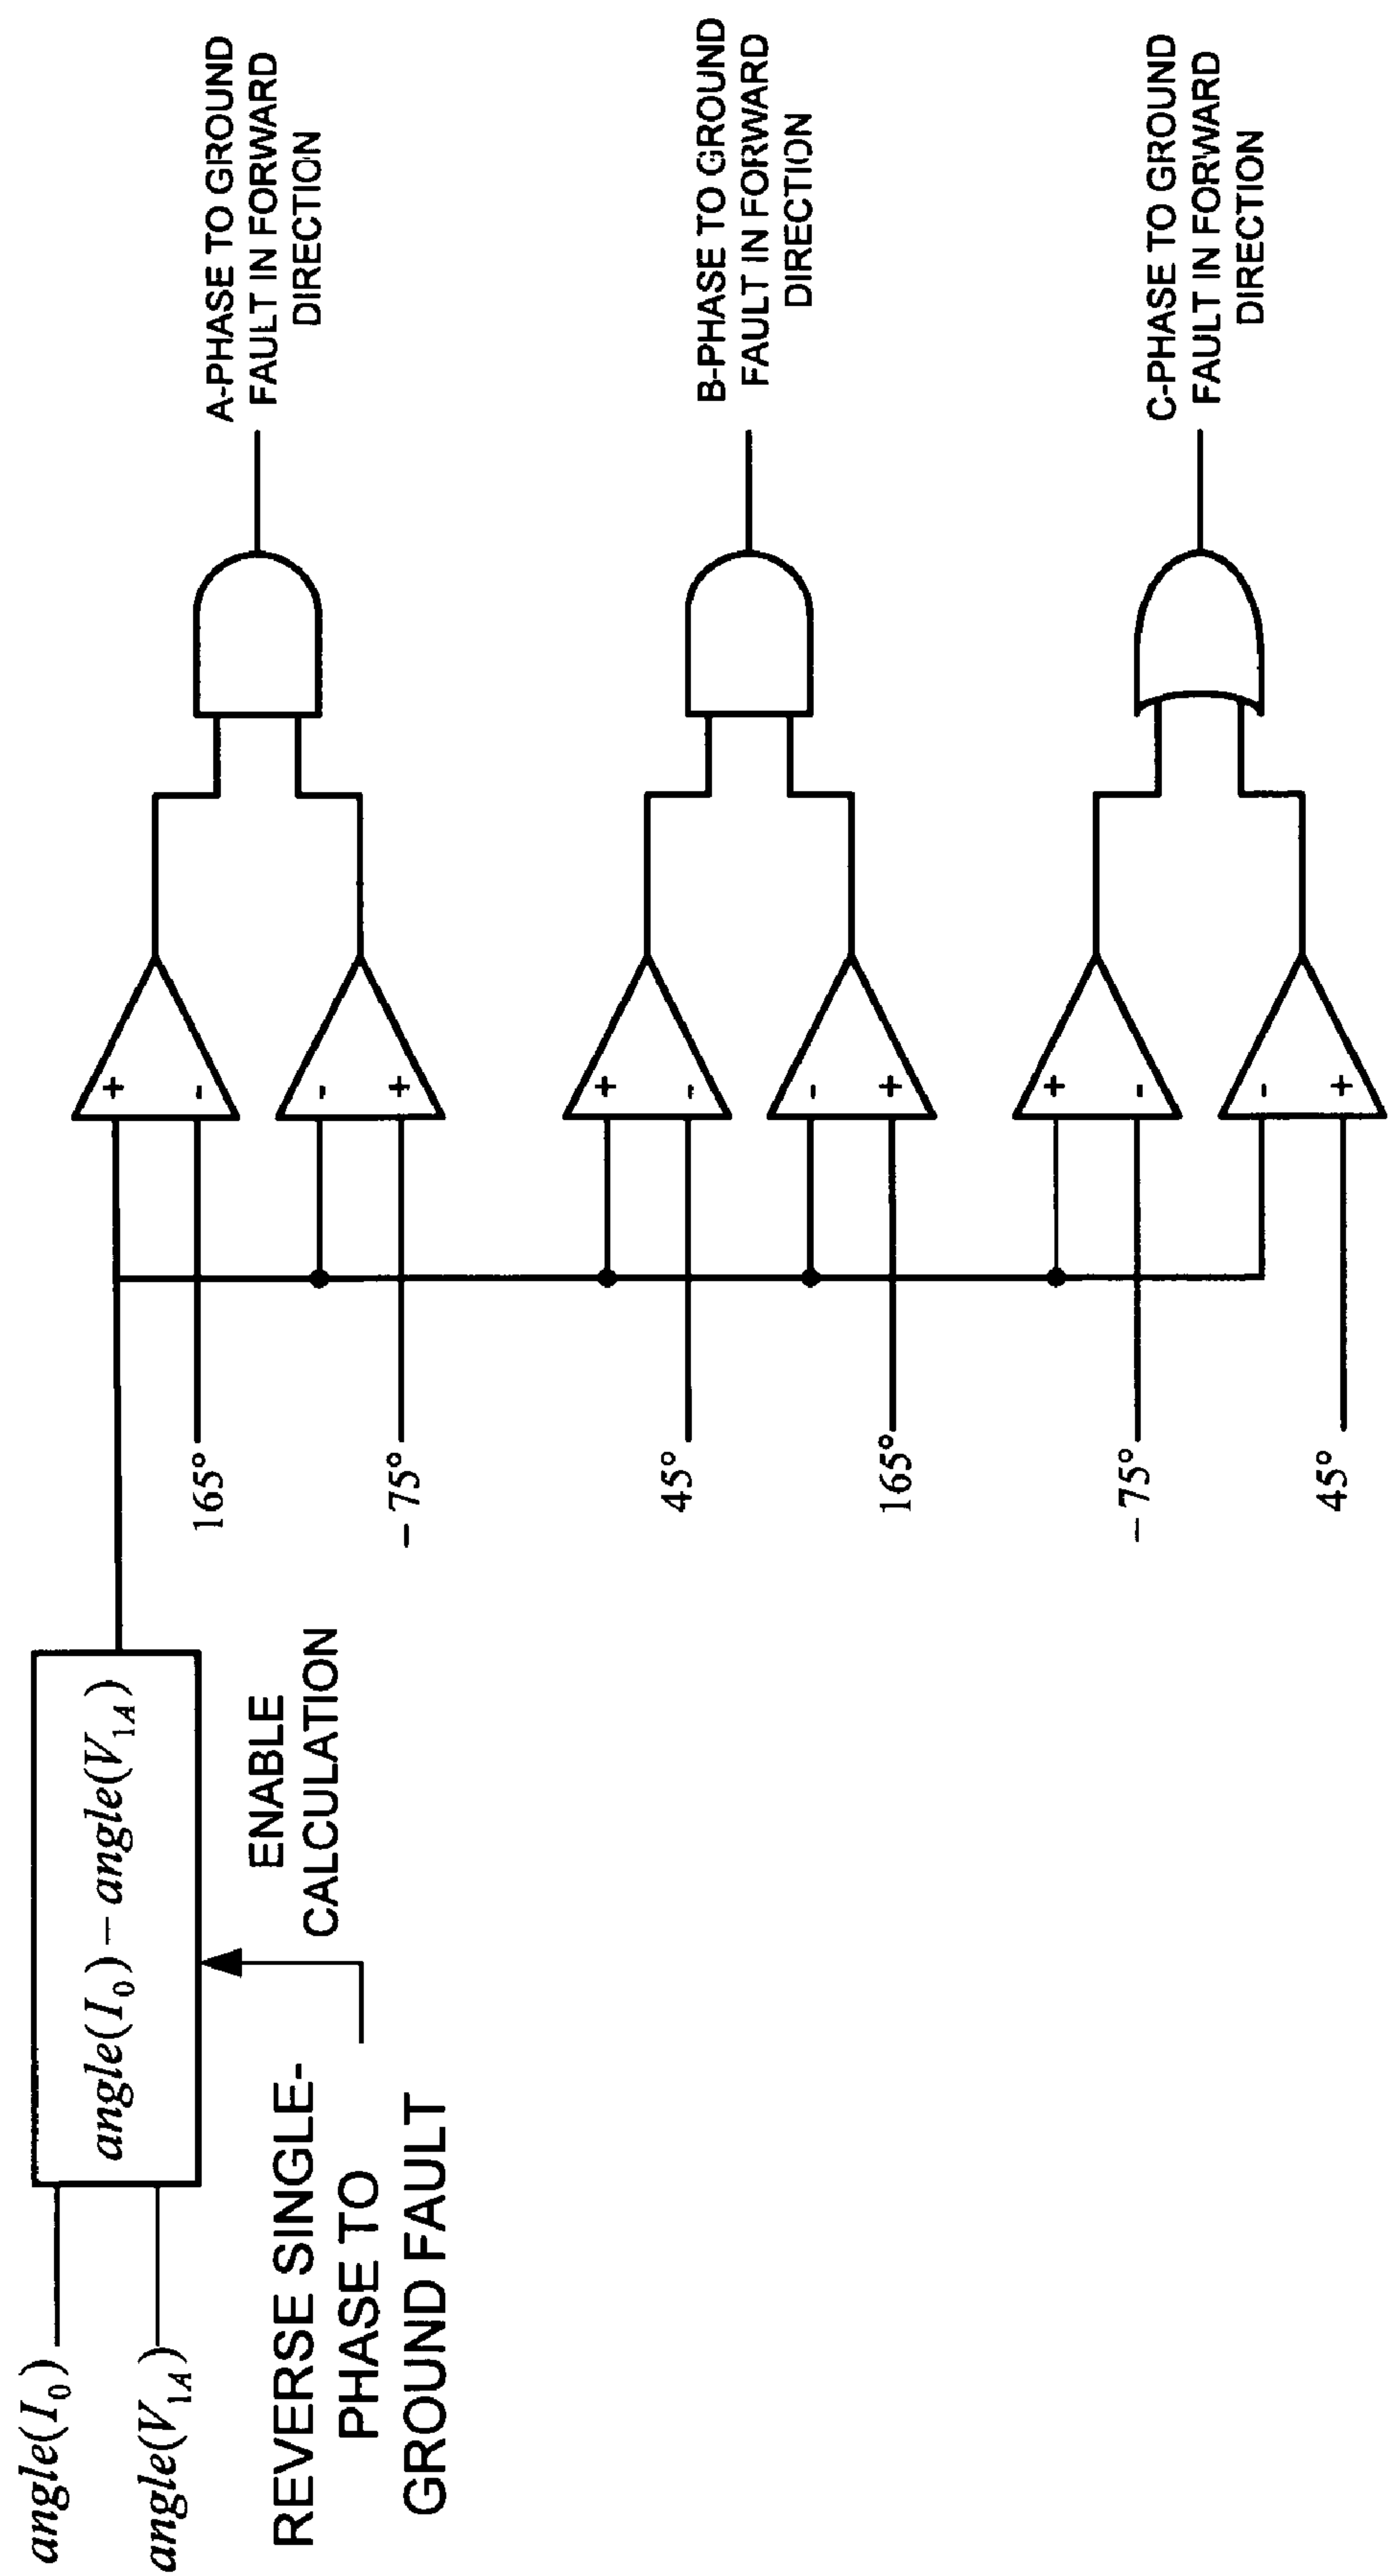 angle(I₀)
angle(V₁A)
REVERSE SINGLE-
PHASE TO
GROUND FAULT
angle(I₀) − angle(V₁A)
ENABLE
CALCULATION
165°
− 75°
45°
165°
− 75°
45°
+
-
-
+
+
-
-
+
+
-
-
+
A-PHASE TO GROUND
FAULT IN FORWARD
DIRECTION
B-PHASE TO GROUND
FAULT IN FORWARD
DIRECTION
C-PHASE TO GROUND
FAULT IN FORWARD
DIRECTION